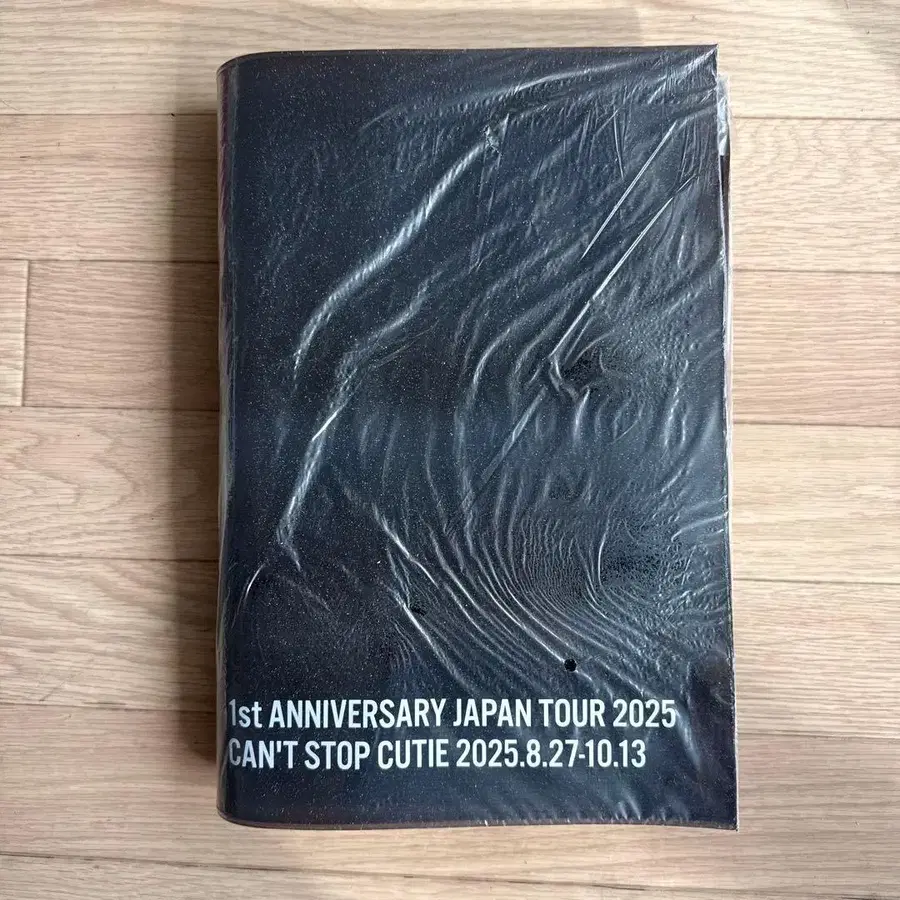 1st ANNIVERSARY JAPAN TOUR 2025
CAN'T STOP CUTIE 2025.8.27-10.13